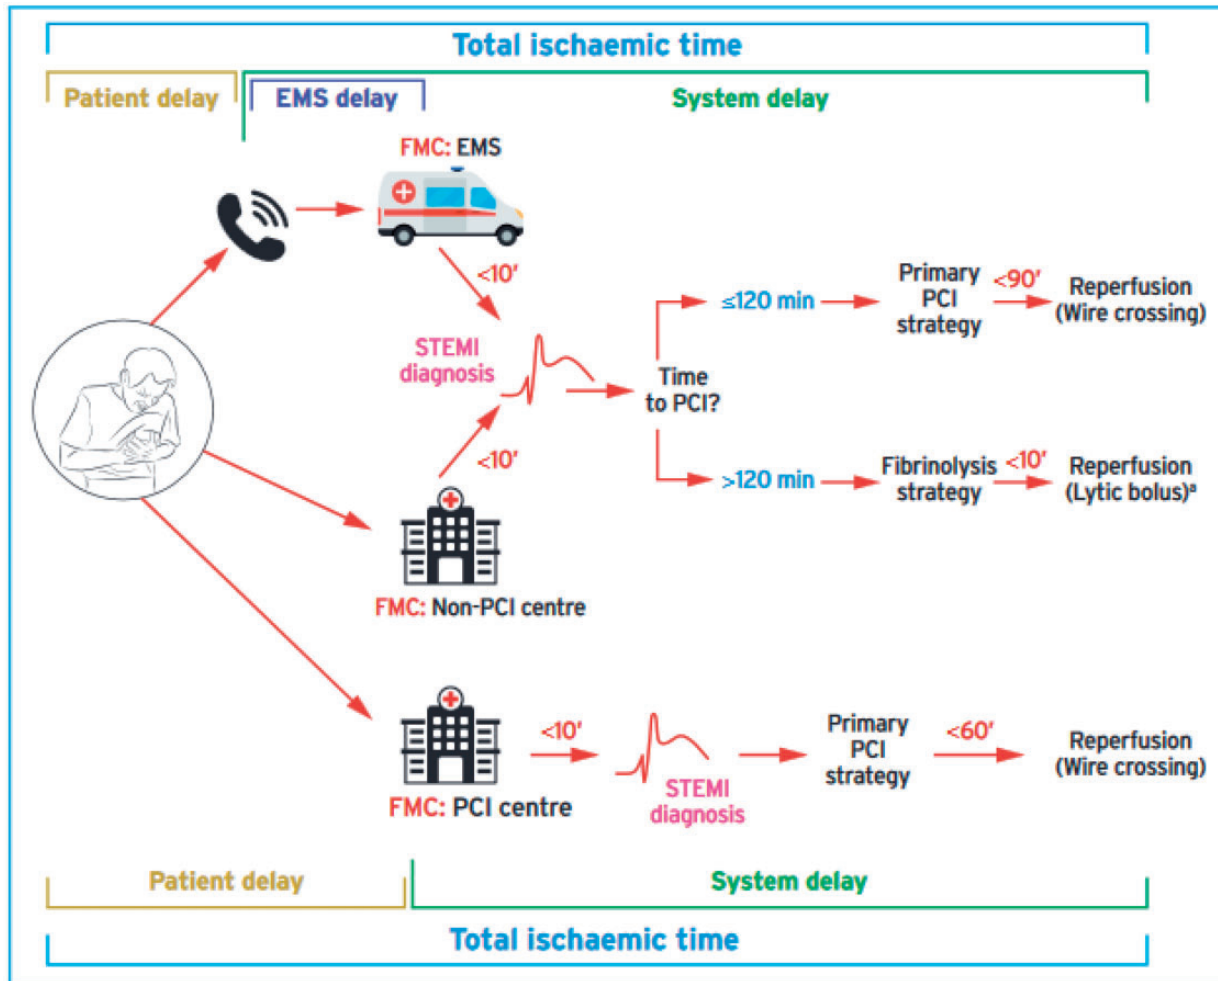 Total ischaemic time
Patient delay
EMS delay
System delay
FMC: EMS
<10′
STEMI
diagnosis
<10′
FMC: Non-PCI centre
Time
to PCI?
≤120 min
Primary
PCI
strategy
<90′
Reperfusion
(Wire crossing)
>120 min
Fibrinolysis
strategy
<10′
Reperfusion
(Lytic bolus)ª
FMC: PCI centre
<10′
STEMI
diagnosis
Primary
PCI
strategy
<60′
Reperfusion
(Wire crossing)
Patient delay
System delay
Total ischaemic time